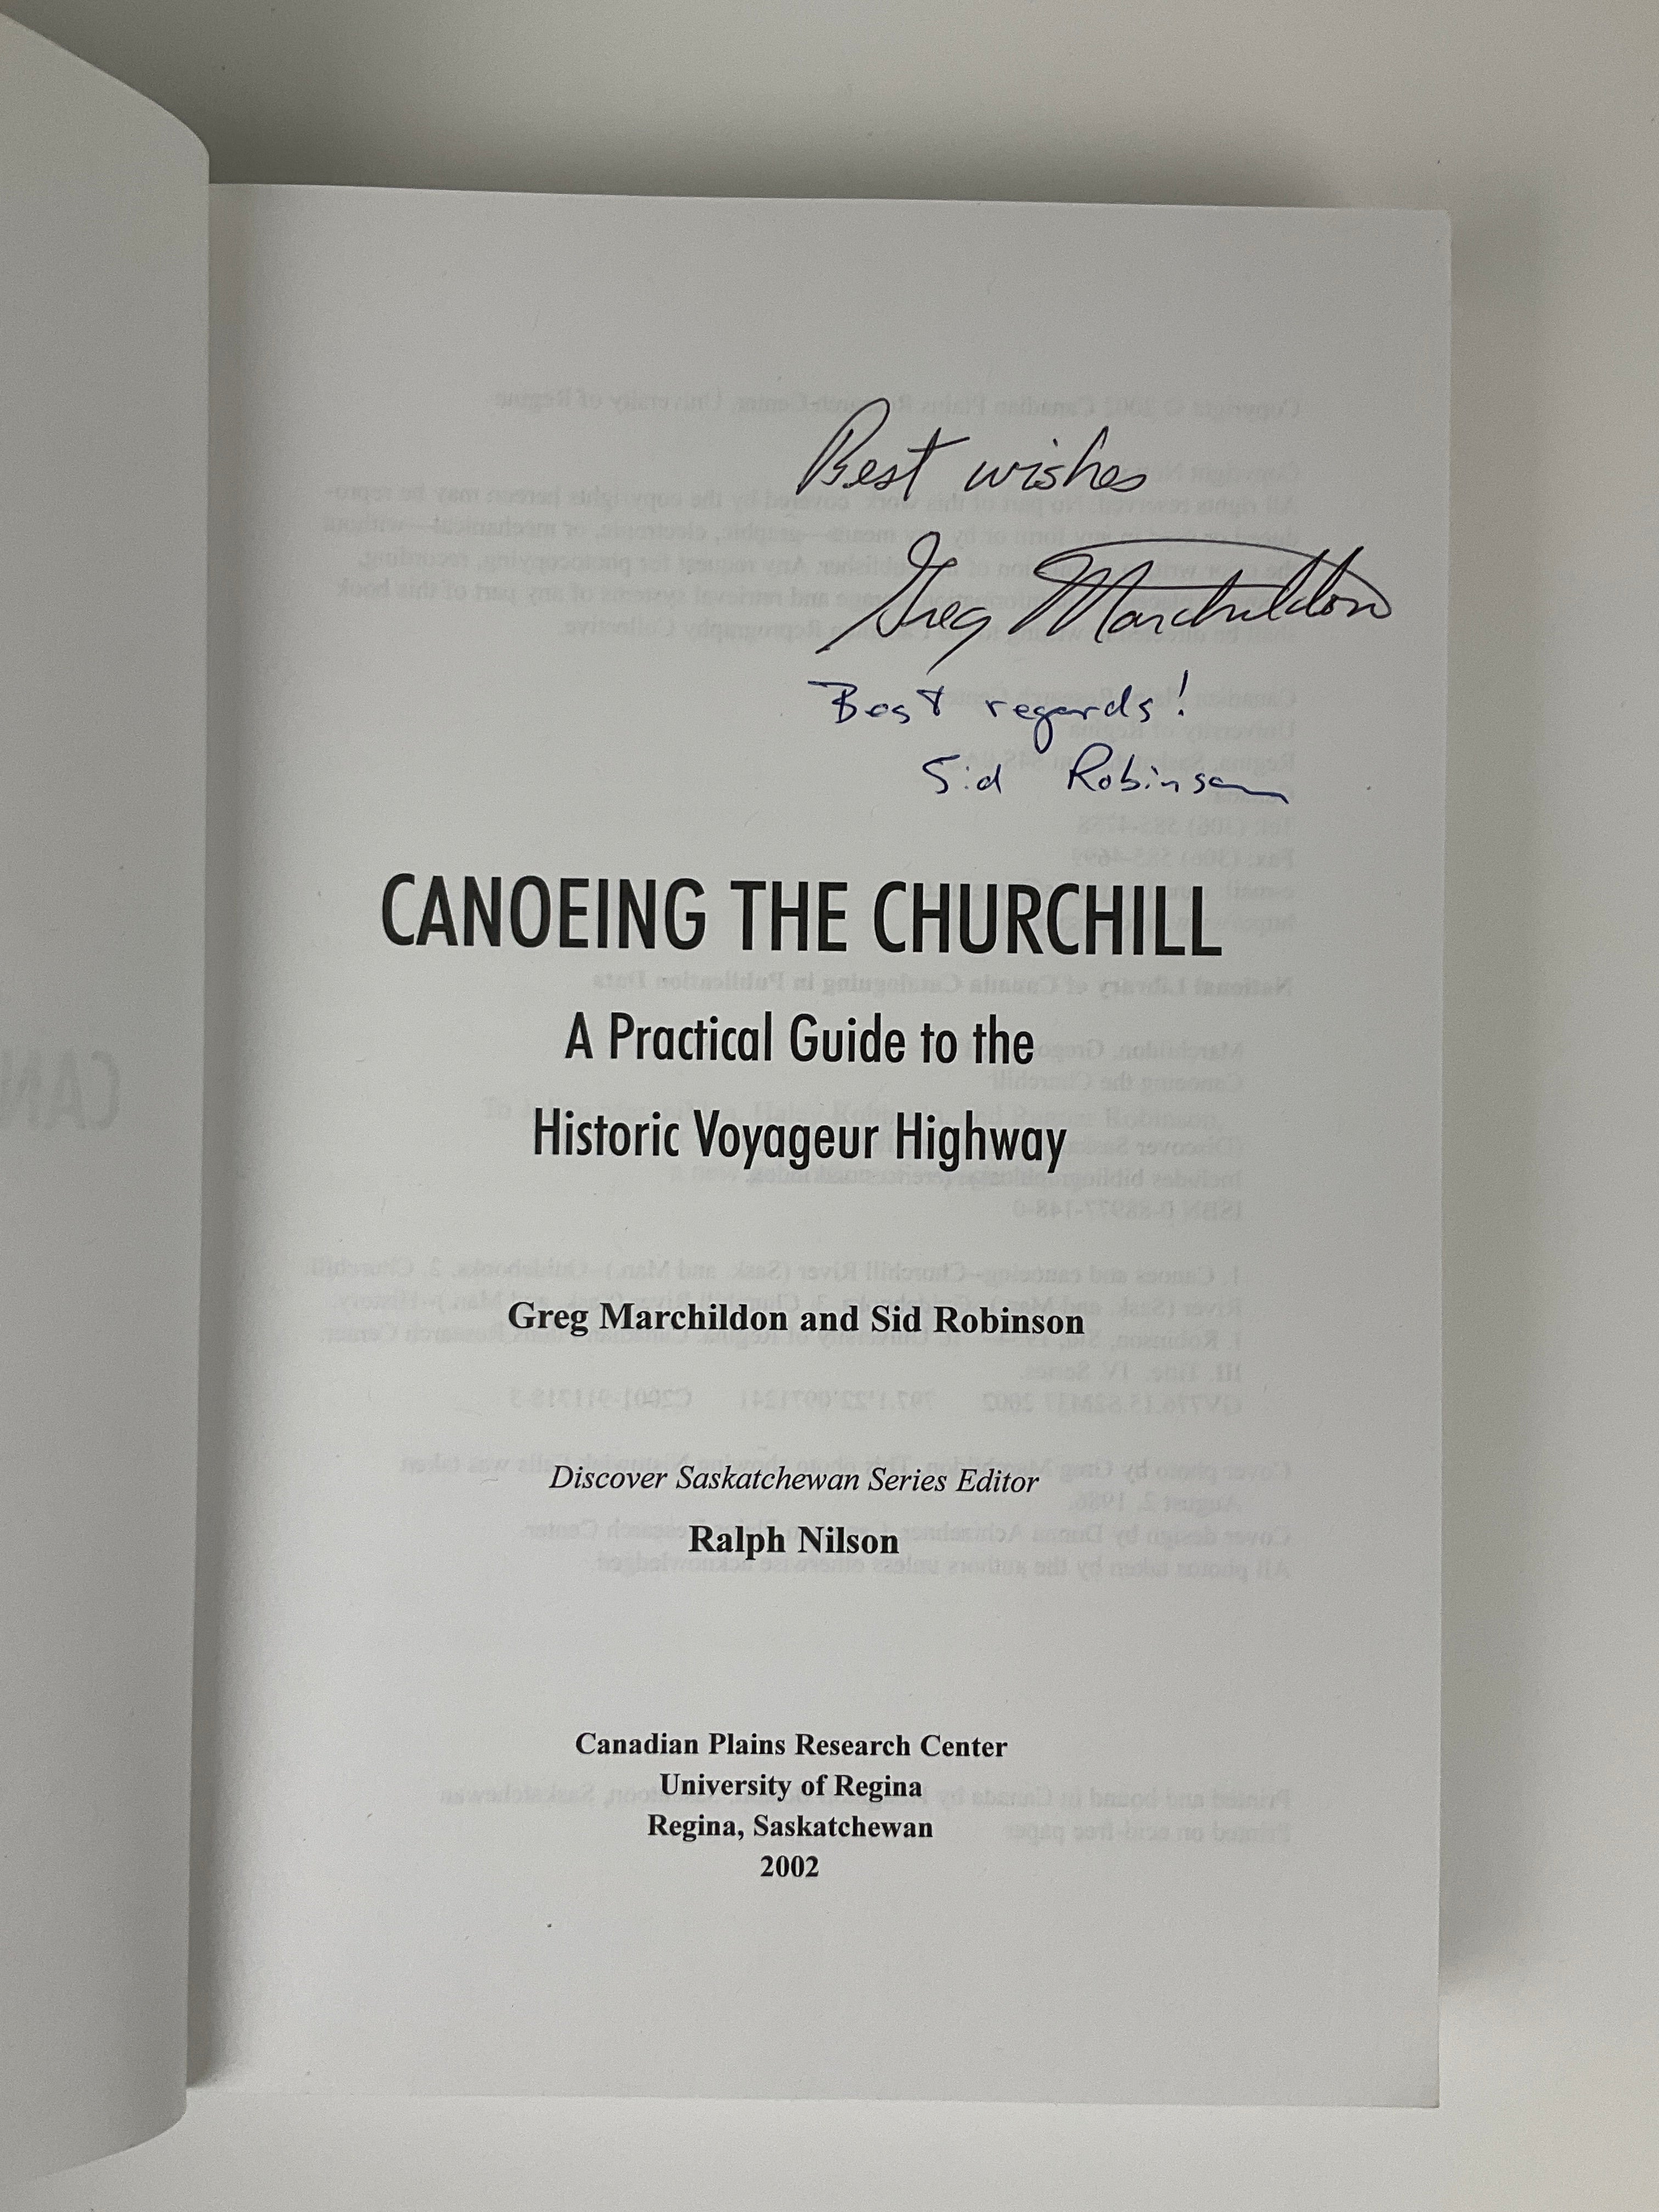 Best wishes
Greg Marchildon
Best regards!
Sid Robinson
CANOEING THE CHURCHILL
A Practical Guide to the
Historic Voyageur Highway
Greg Marchildon and Sid Robinson
Discover Saskatchewan Series Editor
Ralph Nilson
Canadian Plains Research Center
University of Regina
Regina, Saskatchewan
2002